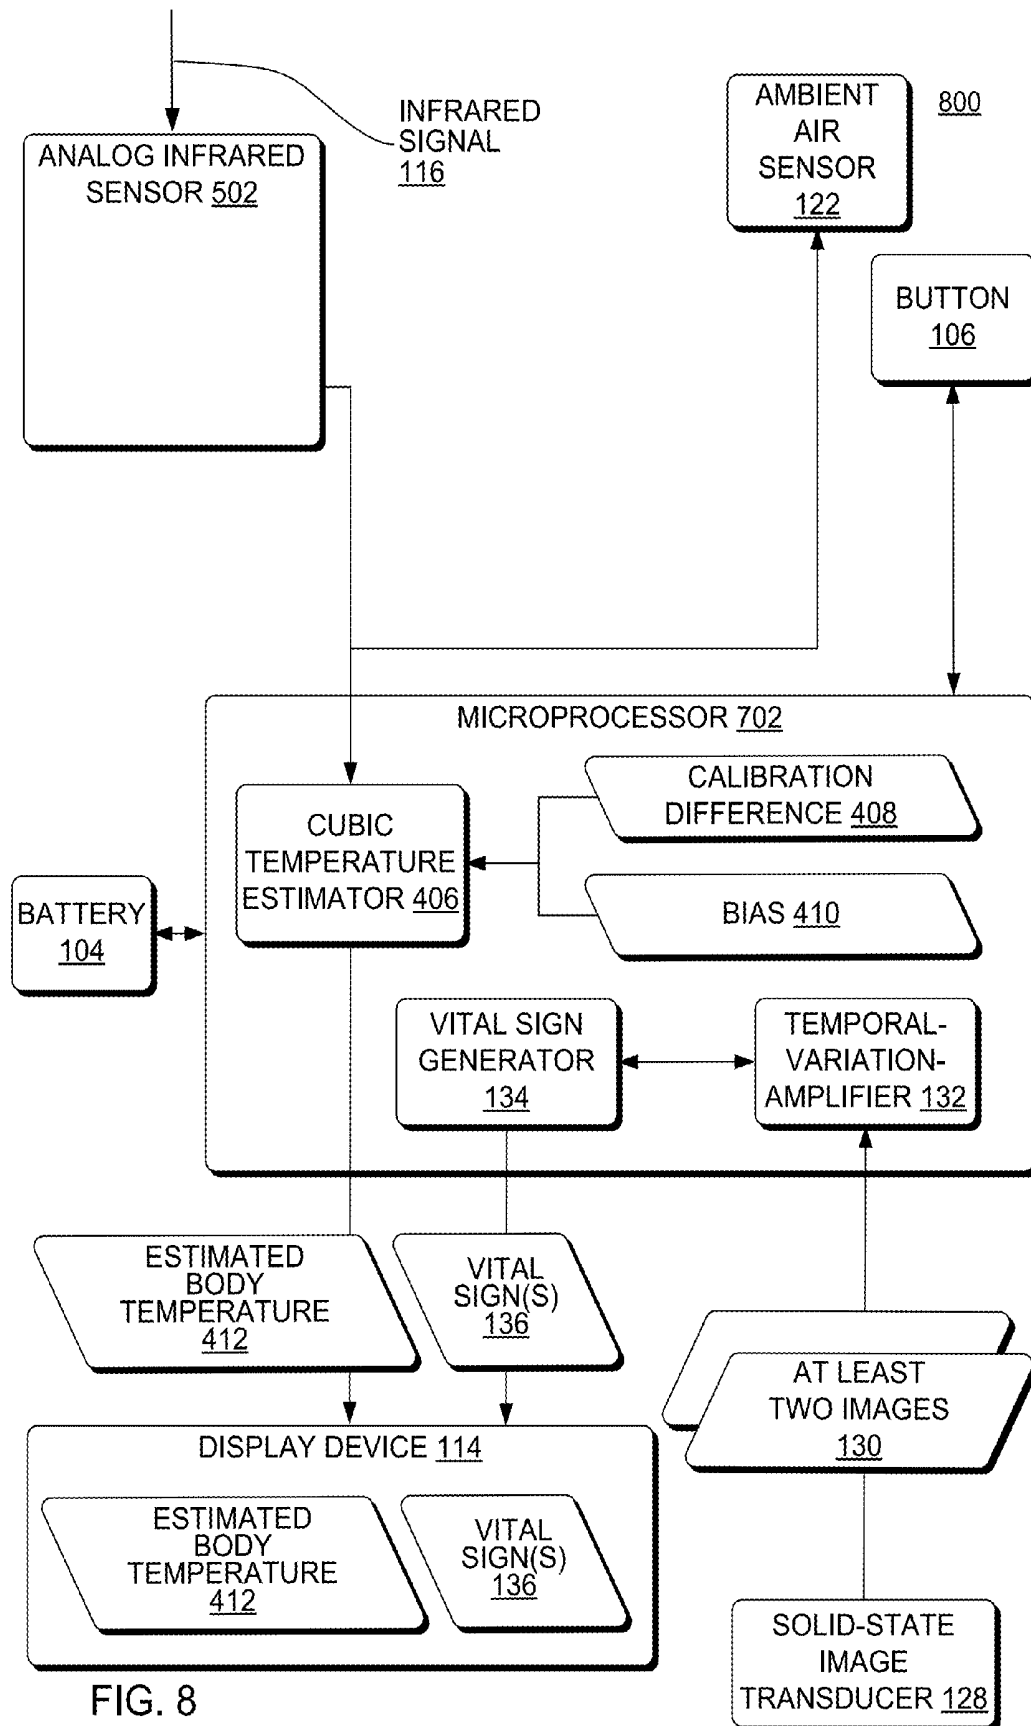 INFRARED
SIGNAL
116
ANALOG INFRARED
SENSOR 502
AMBIENT
AIR
SENSOR
122
800
BUTTON
106
MICROPROCESSOR 702
CALIBRATION
DIFFERENCE 408
CUBIC
TEMPERATURE
ESTIMATOR 406
BIAS 410
BATTERY
104
VITAL SIGN
GENERATOR
134
TEMPORAL-
VARIATION-
AMPLIFIER 132
ESTIMATED
BODY
TEMPERATURE
412
VITAL
SIGN(S)
136
AT LEAST
TWO IMAGES
130
DISPLAY DEVICE 114
ESTIMATED
BODY
TEMPERATURE
412
VITAL
SIGN(S)
136
SOLID-STATE
IMAGE
TRANSDUCER 128
FIG. 8